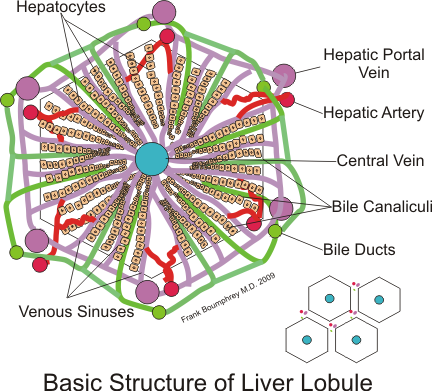 Hepatocytes
Hepatic Portal
Vein
Hepatic Artery
Central Vein
Bile Canaliculi
Bile Ducts
Venous Sinuses
Frank Boumphrey M.D. 2009
Basic Structure of Liver Lobule